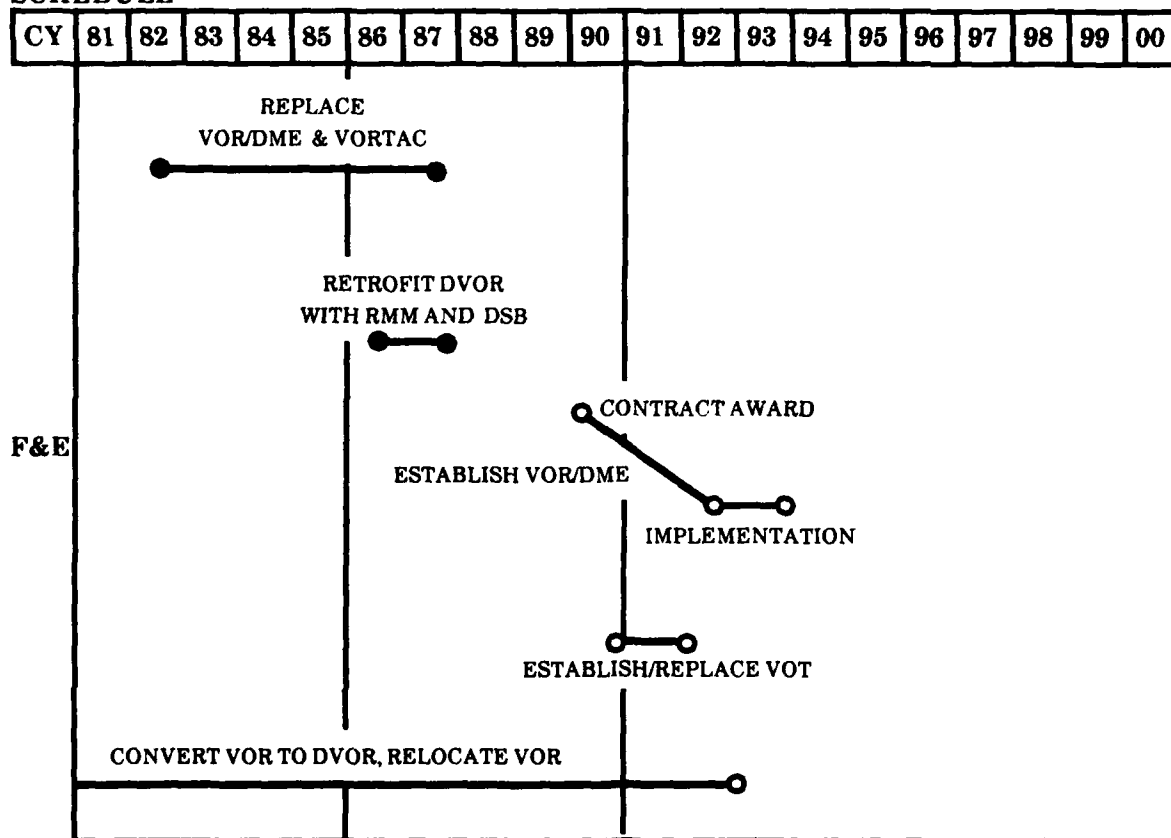 SCHEDULE
CY 81 82 83 84 85 86 87 88 89 90 91 92 93 94 95 96 97 98 99 00
REPLACE
VOR/DME & VORTAC
RETROFIT DVOR
WITH RMM AND DSB
CONTRACT AWARD
F&E
ESTABLISH VOR/DME
IMPLEMENTATION
ESTABLISH/REPLACE VOT
CONVERT VOR TO DVOR, RELOCATE VOR